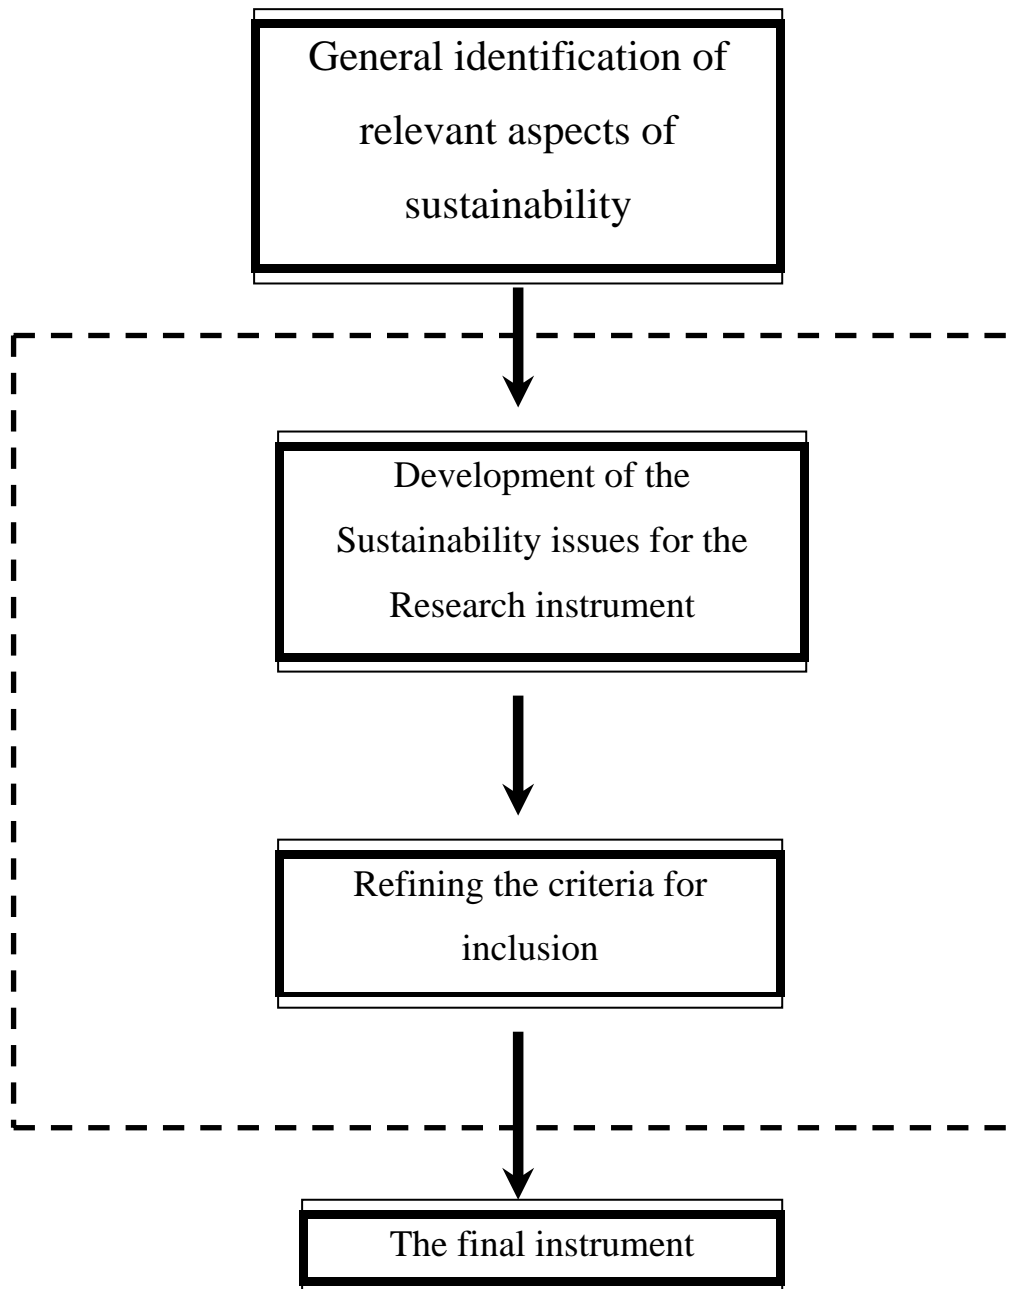 General identification of
relevant aspects of
sustainability
Development of the
Sustainability issues for the
Research instrument
Refining the criteria for
inclusion
The final instrument